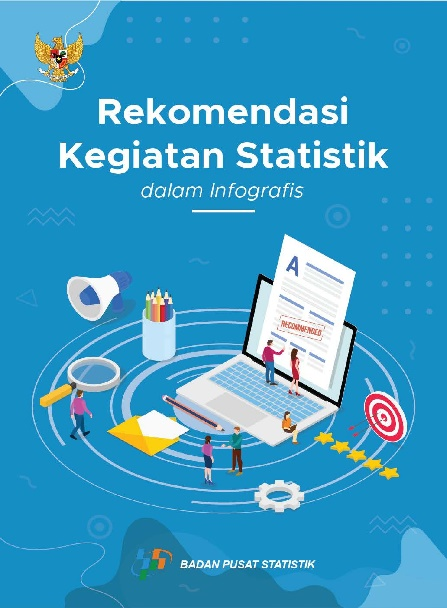 Rekomendasi
Kegiatan Statistik
dalam Infografis
A
RECOMMENDED
BADAN PUSAT STATISTIK